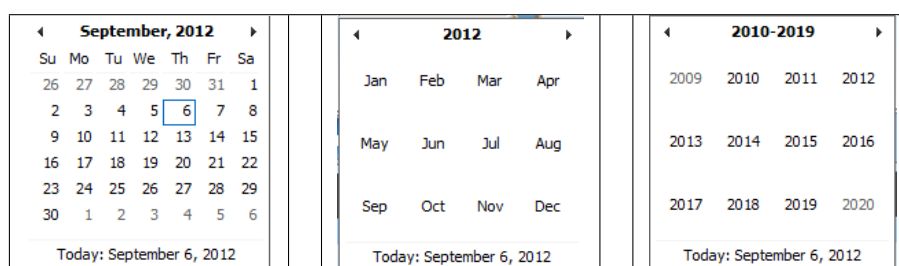 September, 2012
Su Mo Tu We Th Fr Sa
26 27 28 29 30 31 1
2 3 4 5 6 7 8
9 10 11 12 13 14 15
16 17 18 19 20 21 22
23 24 25 26 27 28 29
30 1 2 3 4 5 6
Today: September 6, 2012
2012
Jan Feb Mar Apr
May Jun Jul Aug
Sep Oct Nov Dec
Today: September 6, 2012
2010-2019
2009 2010 2011 2012
2013 2014 2015 2016
2017 2018 2019 2020
Today: September 6, 2012